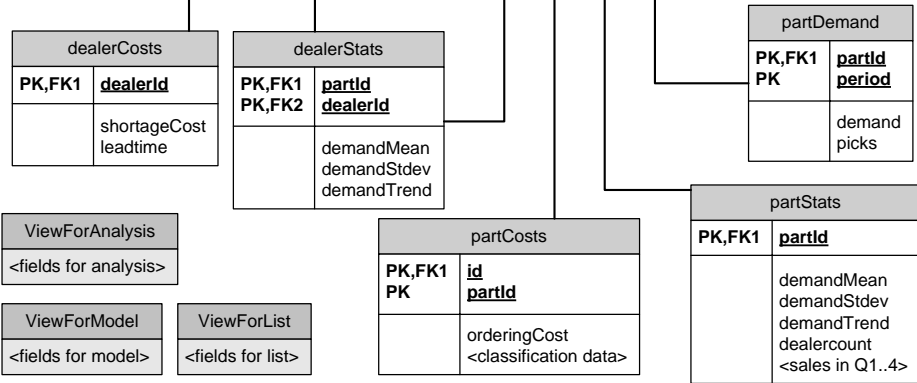 dealerCosts
PK,FK1 dealerId
shortageCost
leadtime
dealerStats
PK,FK1 partId
PK,FK2 dealerId
demandMean
demandStdev
demandTrend
partDemand
PK,FK1 partId
PK period
demand
picks
ViewForAnalysis
<fields for analysis>
ViewForModel
<fields for model>
ViewForList
<fields for list>
partCosts
PK,FK1 id
PK partId
orderingCost
<classification data>
partStats
PK,FK1 partId
demandMean
demandStdev
demandTrend
dealercount
<sales in Q1..4>